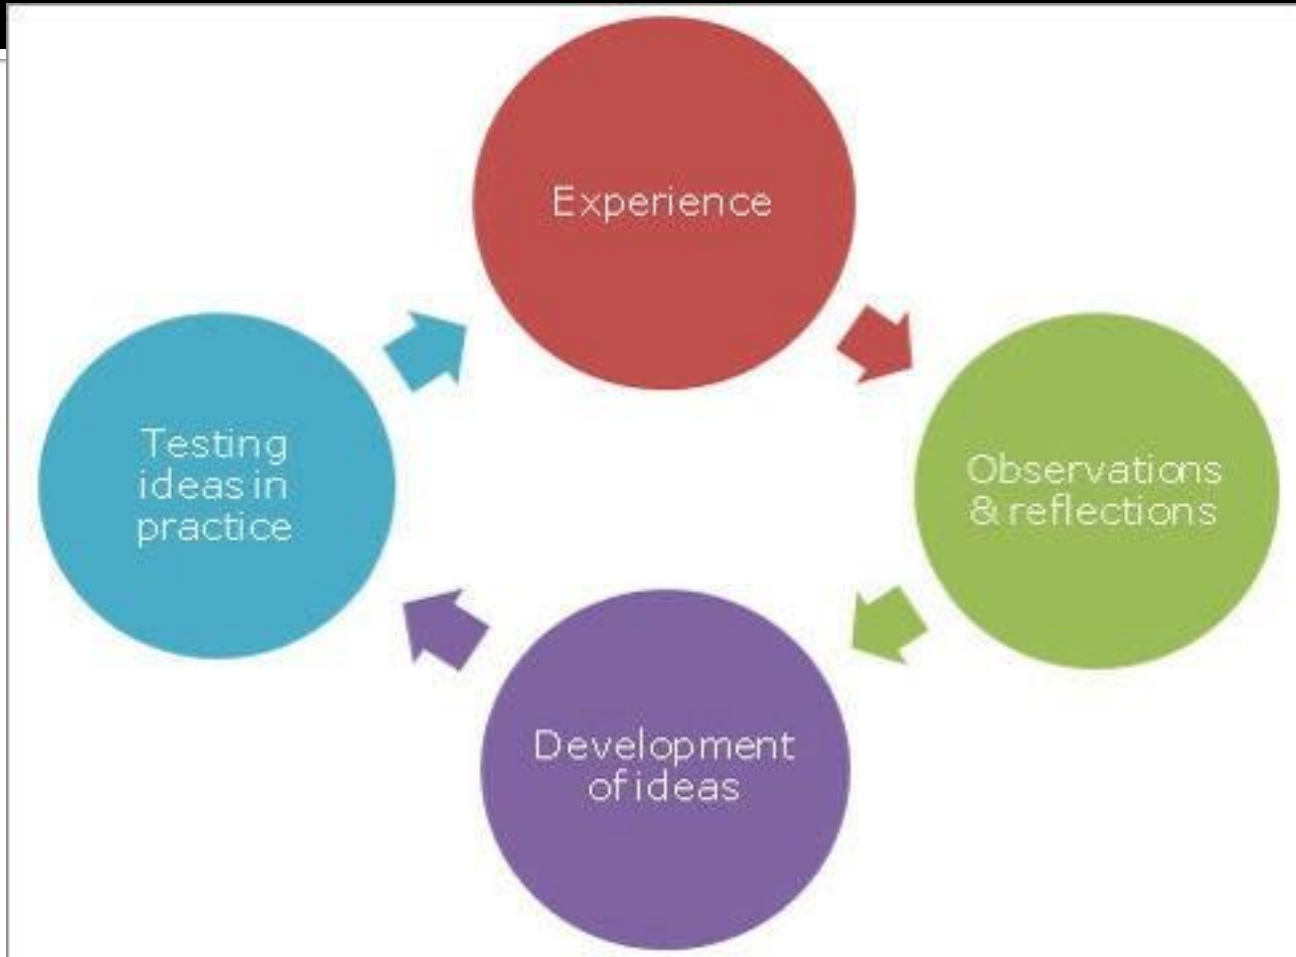 Experience
Observations
& reflections
Development
of ideas
Testing
ideas in
practice